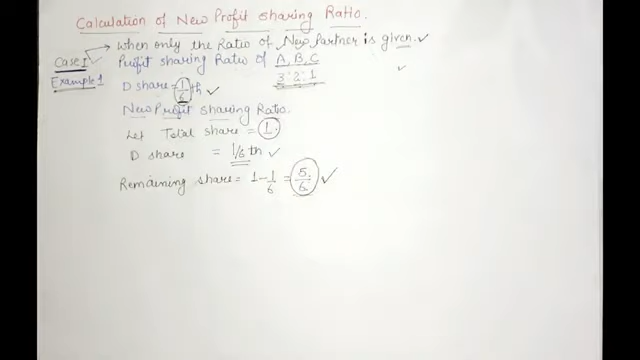 Calculation of New Profit sharing Ratio.
Case I → When only the Ratio of New Partner is given ✓
Example 1 Profit sharing Ratio of A, B, C
3:2:1
D share = 1/6 th ✓
New Profit sharing Ratio.
Let Total share = 1.
D share = 1/6 th ✓
Remaining share = 1 - 1/6 = 5/6 ✓